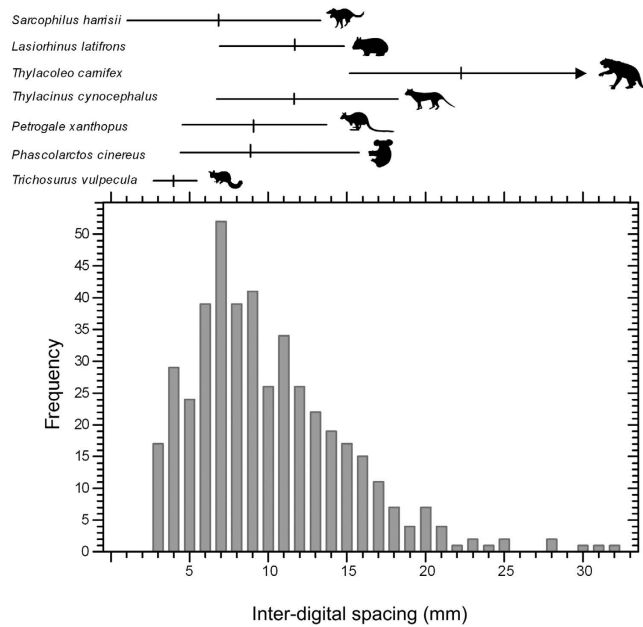 Sarcophilus harrisii
Lasiorhinus latifrons
Thylacoleo carnifex
Thylacinus cynocephalus
Petrogale xanthopus
Phascolarctos cinereus
Trichosurus vulpecula
50
45
40
35
30
25
20
15
10
5
0
Frequency
5 10 15 20 25 30
Inter-digital spacing (mm)